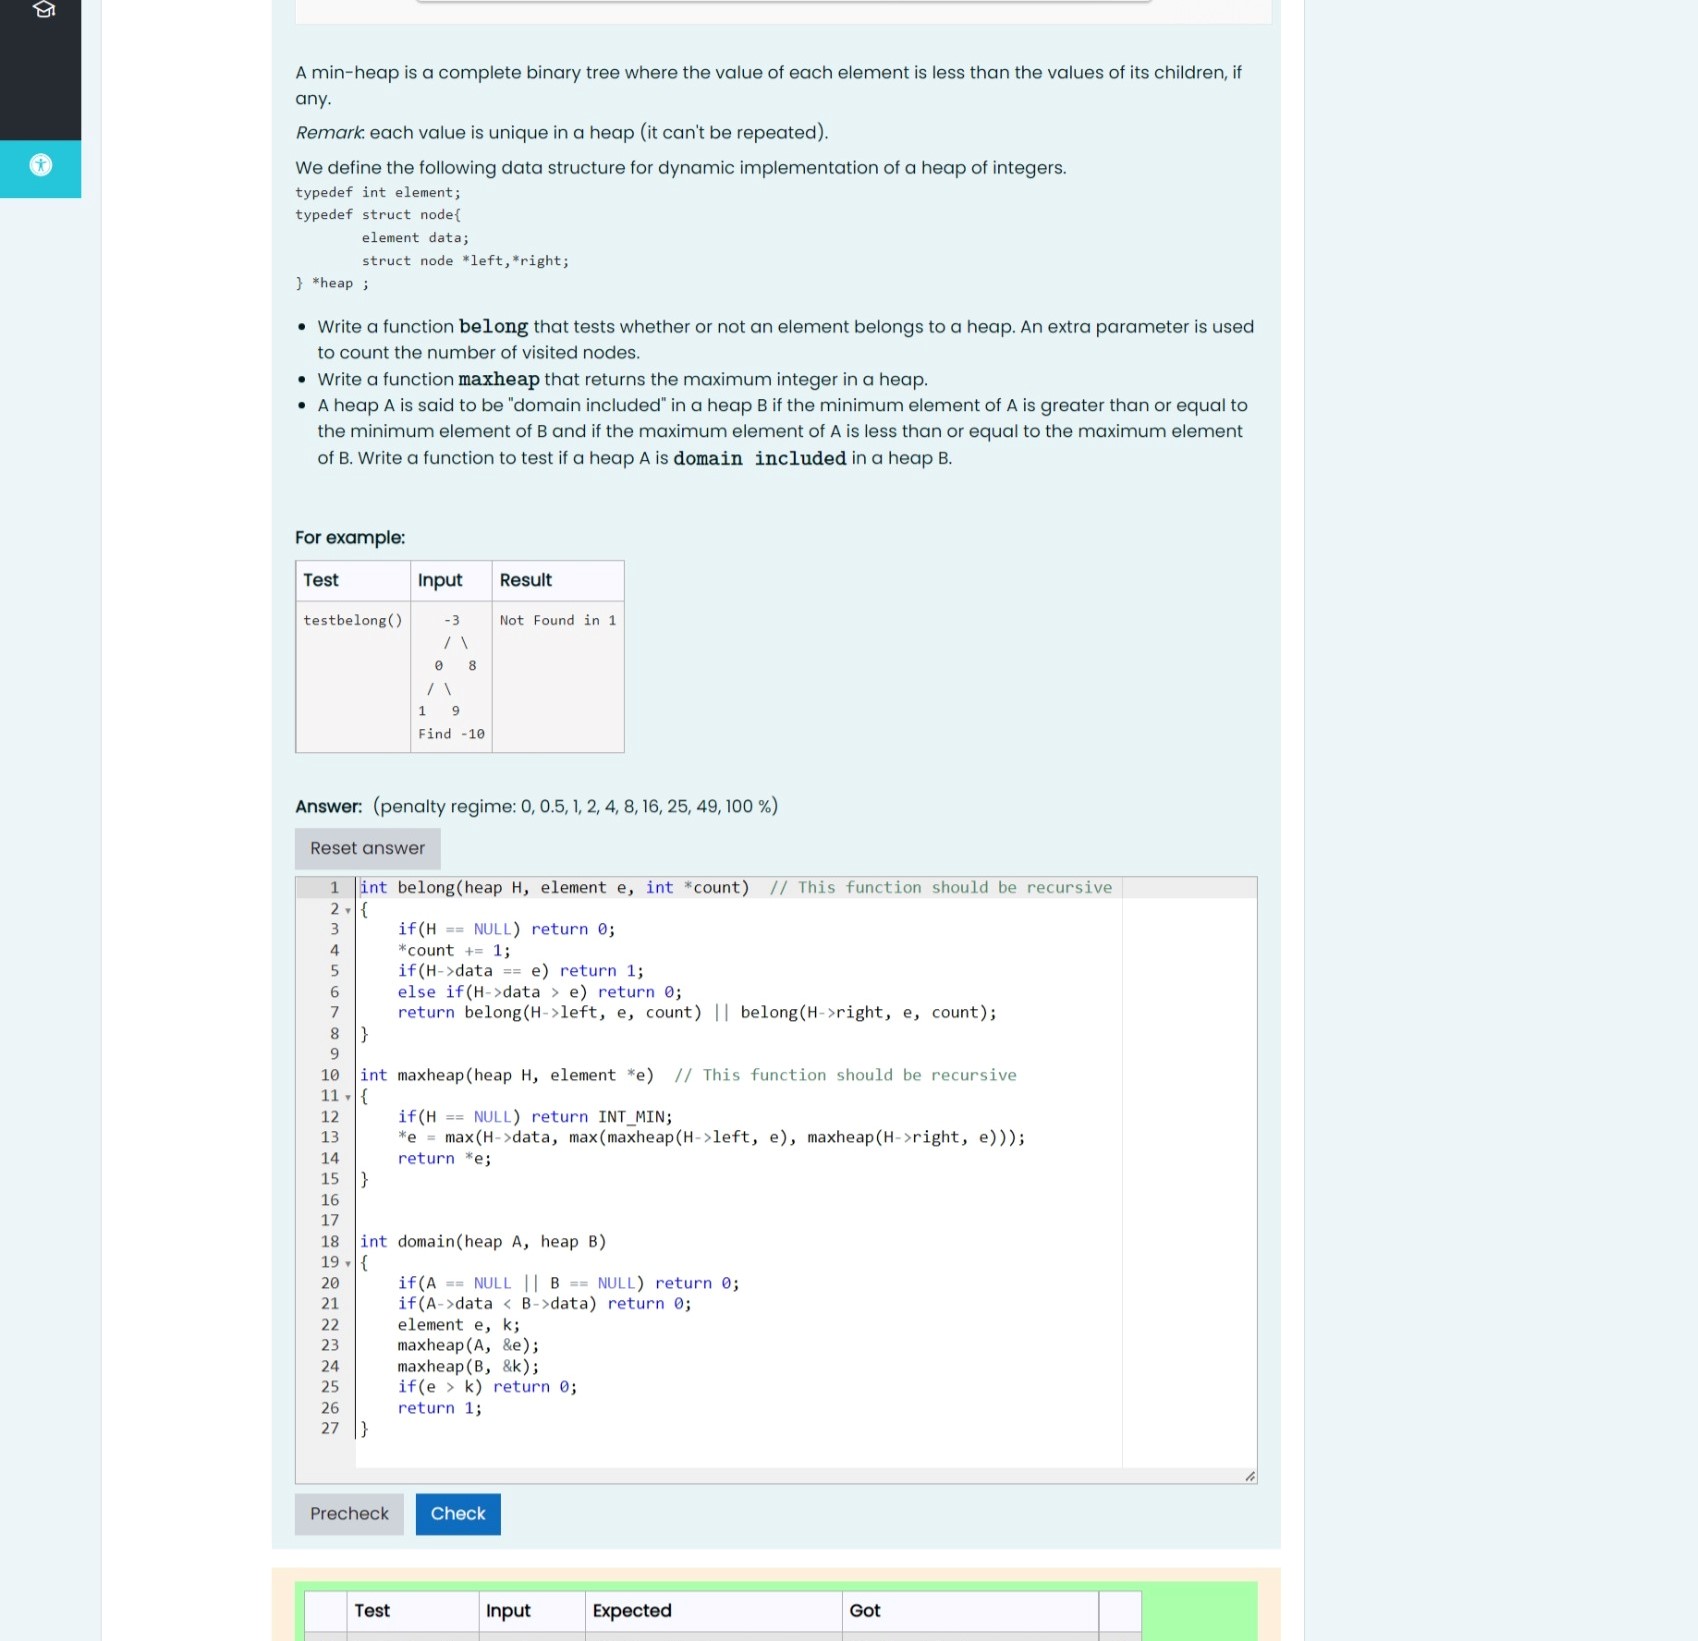 A min-heap is a complete binary tree where the value of each element is less than the values of its children, if
any.
Remark: each value is unique in a heap (it can't be repeated).
We define the following data structure for dynamic implementation of a heap of integers.
typedef int element;
typedef struct node{
        element data;
        struct node *left,*right;
} *heap ;
• Write a function belong that tests whether or not an element belongs to a heap. An extra parameter is used
to count the number of visited nodes.
• Write a function maxheap that returns the maximum integer in a heap.
• A heap A is said to be "domain included" in a heap B if the minimum element of A is greater than or equal to
the minimum element of B and if the maximum element of A is less than or equal to the maximum element
of B. Write a function to test if a heap A is domain included in a heap B.
For example:
Test Input Result
testbelong() -3 Not Found in 1
/ \
0 8
/ \
1 9
Find -10
Answer: (penalty regime: 0, 0.5, 1, 2, 4, 8, 16, 25, 49, 100 %)
Reset answer
1 int belong(heap H, element e, int *count)  // This function should be recursive
2 {
3     if(H == NULL) return 0;
4     *count += 1;
5     if(H->data == e) return 1;
6     else if(H->data > e) return 0;
7     return belong(H->left, e, count) || belong(H->right, e, count);
8 }
9
10 int maxheap(heap H, element *e)  // This function should be recursive
11 {
12     if(H == NULL) return INT_MIN;
13     *e = max(H->data, max(maxheap(H->left, e), maxheap(H->right, e)));
14     return *e;
15 }
16
17
18 int domain(heap A, heap B)
19 {
20     if(A == NULL || B == NULL) return 0;
21     if(A->data < B->data) return 0;
22     element e, k;
23     maxheap(A, &e);
24     maxheap(B, &k);
25     if(e > k) return 0;
26     return 1;
27 }
Precheck Check
Test Input Expected Got